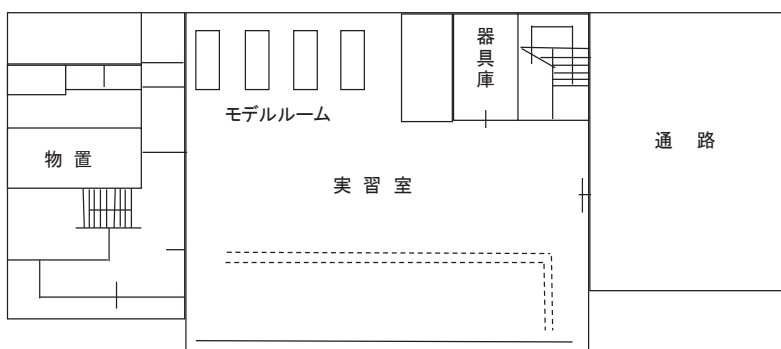 器具庫
モデルルーム
物置
通路
実習室